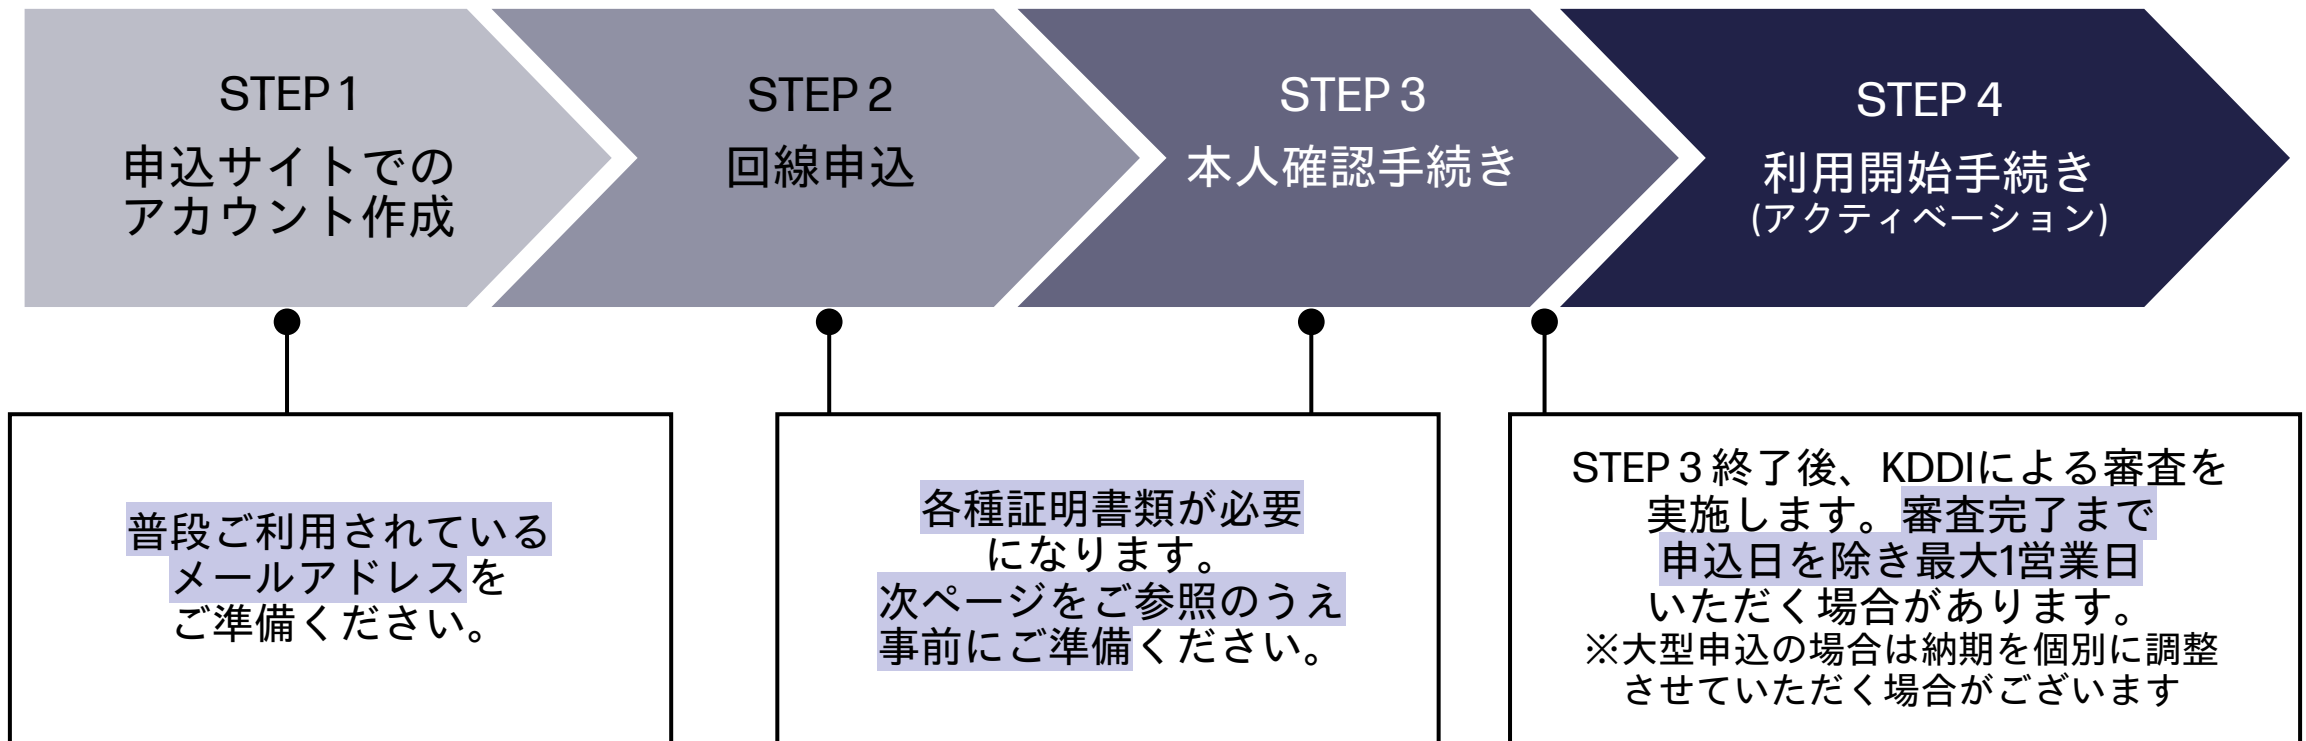 STEP 1
申込サイトでの
アカウント作成
STEP 2
回線申込
STEP 3
本人確認手続き
STEP 4
利用開始手続き
(アクティベーション)
普段ご利用されている
メールアドレスを
ご準備ください。
各種証明書類が必要
になります。
次ページをご参照のうえ
事前にご準備ください。
STEP 3 終了後、KDDIによる審査を
実施します。審査完了まで
申込日を除き最大1営業日
いただく場合があります。
※大型申込の場合は納期を個別に調整
させていただく場合がございます